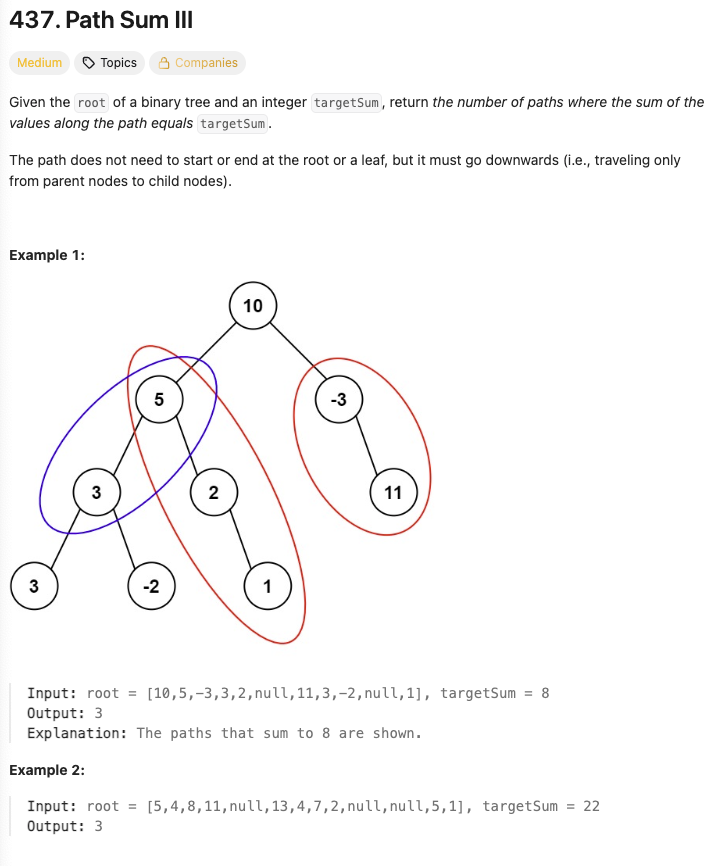 437. Path Sum III
Medium Topics Companies
Given the root of a binary tree and an integer targetSum, return the number of paths where the sum of the
values along the path equals targetSum.
The path does not need to start or end at the root or a leaf, but it must go downwards (i.e., traveling only
from parent nodes to child nodes).
Example 1:
10
5 -3
3 2 11
3 -2 1
Input: root = [10,5,-3,3,2,null,11,3,-2,null,1], targetSum = 8
Output: 3
Explanation: The paths that sum to 8 are shown.
Example 2:
Input: root = [5,4,8,11,null,13,4,7,2,null,null,5,1], targetSum = 22
Output: 3